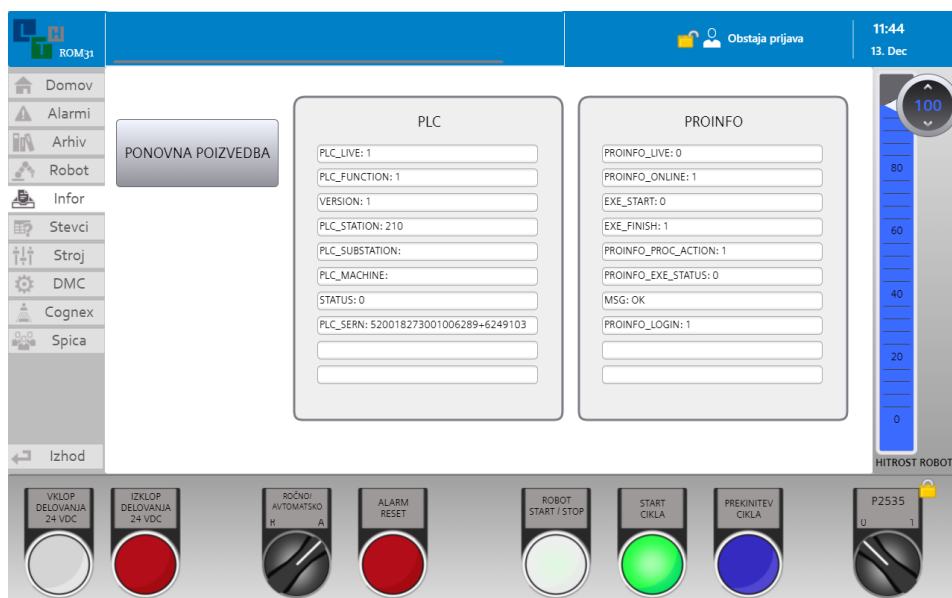 LTH
ROM31
Obstaja prijava
11:44
13. Dec
Domov
Alarmi
Arhiv
Robot
Infor
Stevci
Stroj
DMC
Cognex
Spica
Izhod
PONOVNA POIZVEDBA
PLC
PLC_LIVE: 1
PLC_FUNCTION: 1
VERSION: 1
PLC_STATION: 210
PLC_SUBSTATION:
PLC_MACHINE:
STATUS: 0
PLC_SERN: 520018273001006289+6249103
PROINFO
PROINFO_LIVE: 0
PROINFO_ONLINE: 1
EXE_START: 0
EXE_FINISH: 1
PROINFO_PROC_ACTION: 1
PROINFO_EXE_STATUS: 0
MSG: OK
PROINFO_LOGIN: 1
100
80
60
40
20
0
HITROST ROBOT
VKLOP
DELOVANJA
24 VDC
IZKLOP
DELOVANJA
24 VDC
ROČNO/
AVTOMATSKO
R A
ALARM
RESET
ROBOT
START / STOP
START
CIKLA
PREKINITEV
CIKLA
P2535
0 1